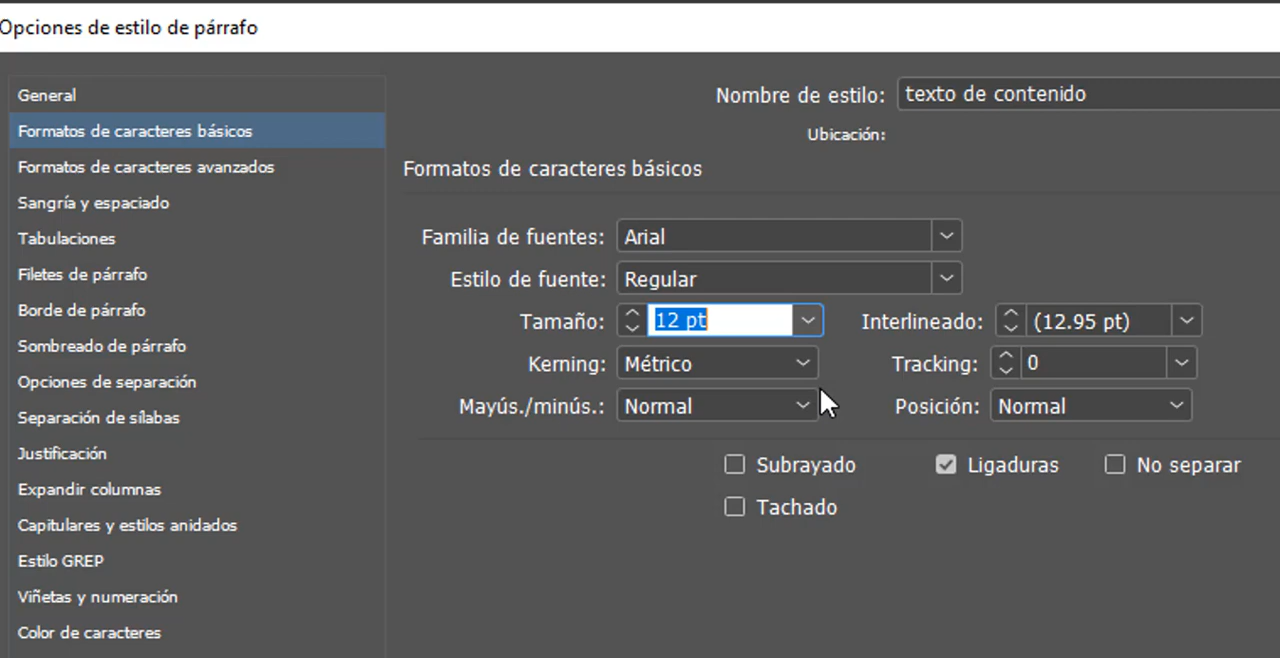 Opciones de estilo de párrafo
General
Formatos de caracteres básicos
Formatos de caracteres avanzados
Sangría y espaciado
Tabulaciones
Filetes de párrafo
Borde de párrafo
Sombreado de párrafo
Opciones de separación
Separación de sílabas
Justificación
Expandir columnas
Capitulares y estilos anidados
Estilo GREP
Viñetas y numeración
Color de caracteres
Nombre de estilo: texto de contenido
Ubicación:
Formatos de caracteres básicos
Familia de fuentes: Arial
Estilo de fuente: Regular
Tamaño: 12 pt Interlineado: (12.95 pt)
Kerning: Métrico Tracking: 0
Mayús./minús.: Normal Posición: Normal
Subrayado Ligaduras No separar
Tachado